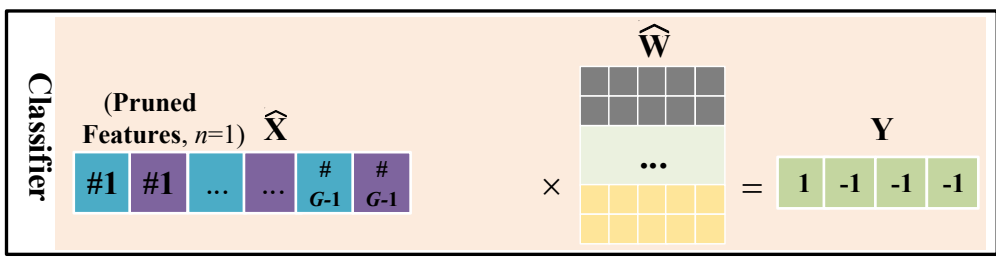 Classifier
(Pruned
Features, n=1) X̂
#1 #1 ... ... # G-1 # G-1
×
Ŵ
...
=
Y
1 -1 -1 -1